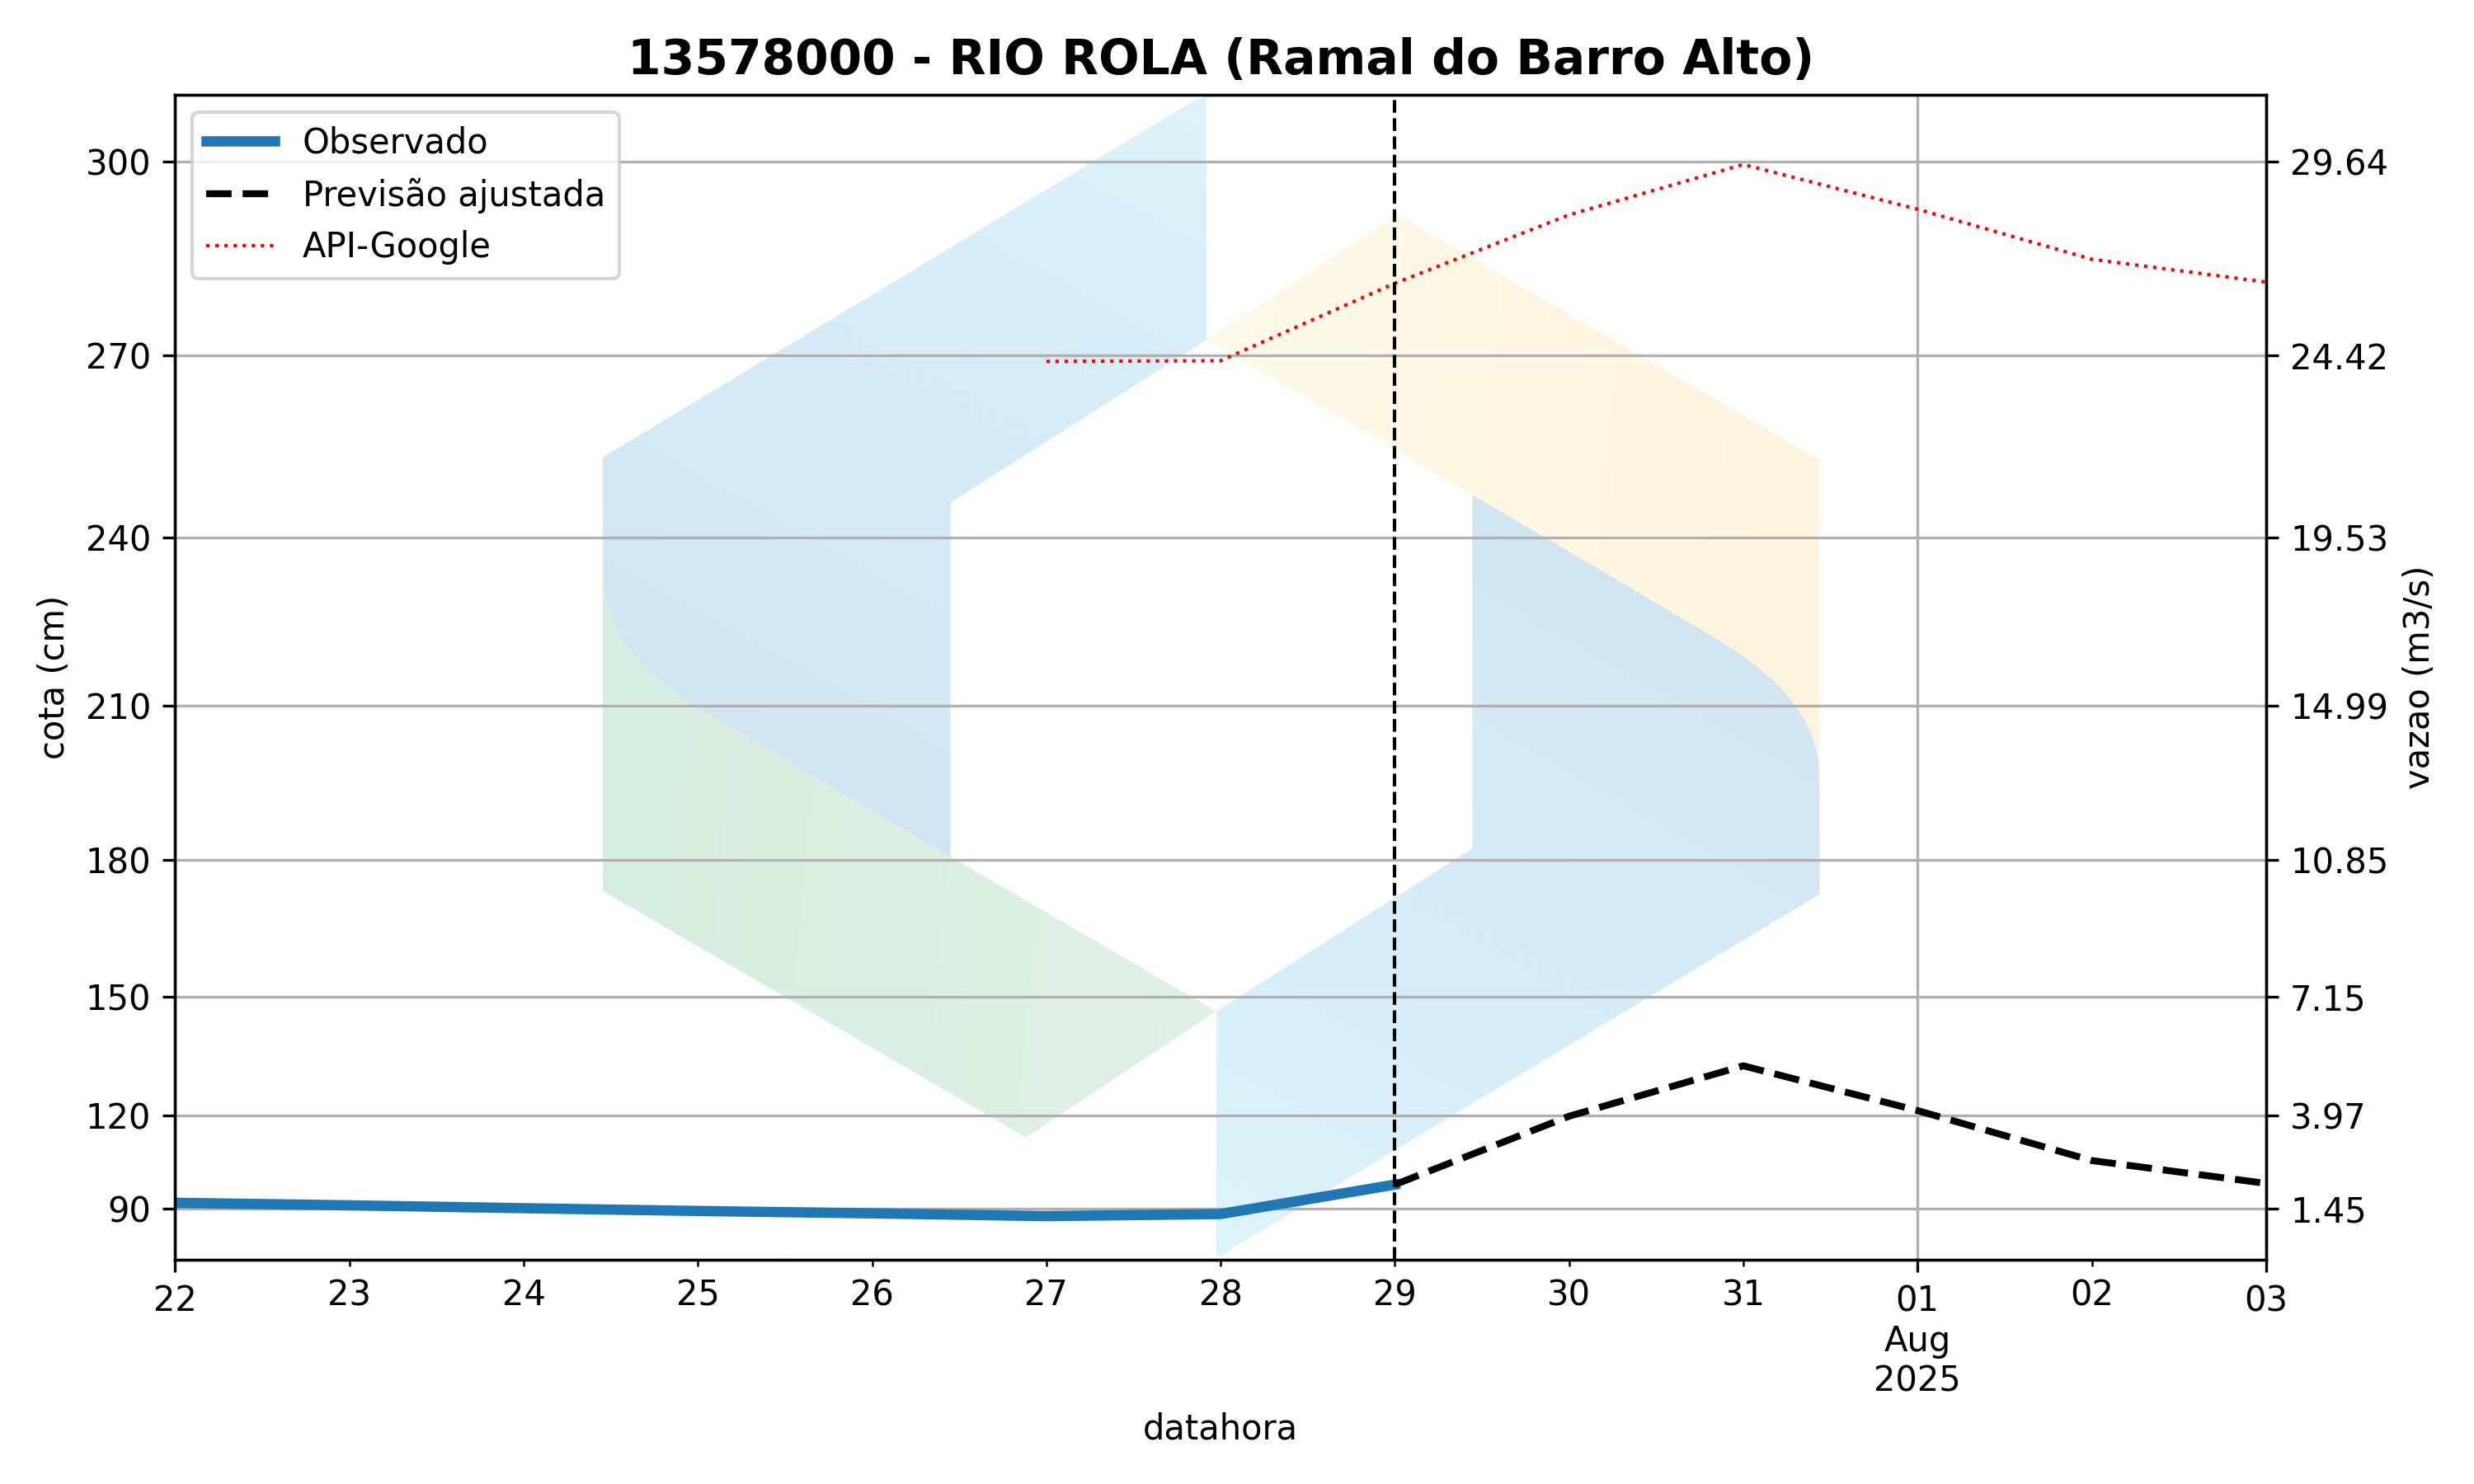 13578000 - RIO ROLA (Ramal do Barro Alto)
Observado
Previsão ajustada
API-Google
300
270
240
210
180
150
120
90
cota (cm)
29.64
24.42
19.53
14.99
10.85
7.15
3.97
1.45
vazao (m3/s)
22 23 24 25 26 27 28 29 30 31 01 02 03
Aug
2025
datahora